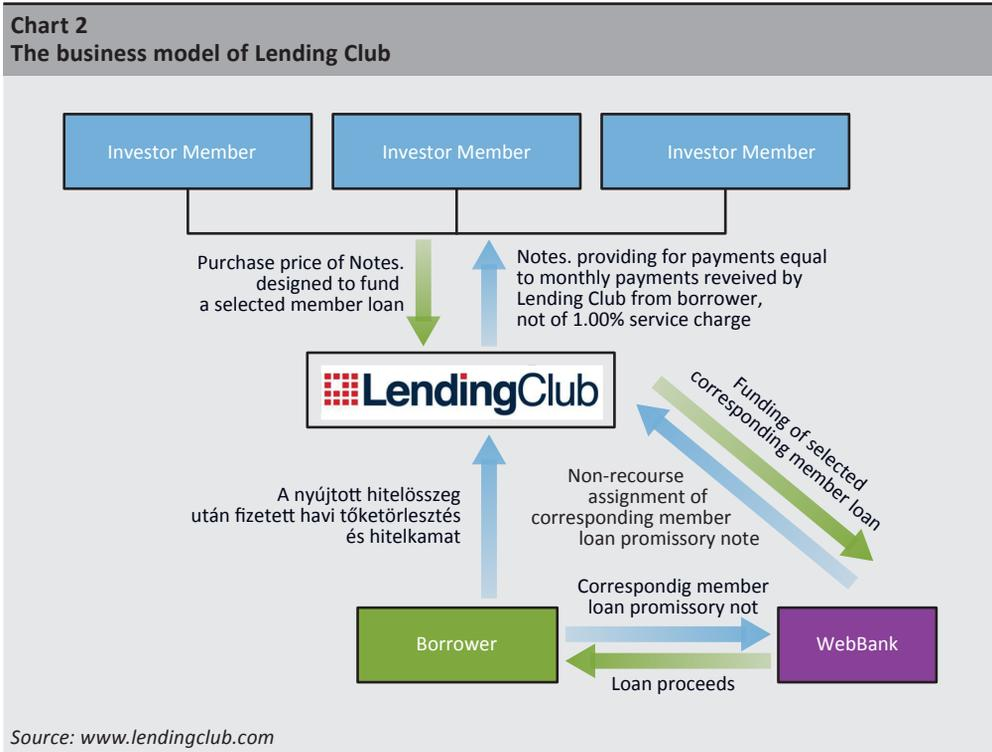 Chart 2
The business model of Lending Club
Investor Member
Investor Member
Investor Member
Purchase price of Notes.
designed to fund
a selected member loan
Notes. providing for payments equal
to monthly payments reveived by
Lending Club from borrower,
not of 1.00% service charge
LendingClub
Funding of selected
corresponding member loan
Non-recourse
assignment of
corresponding member
loan promissory note
A nyújtott hitelösszeg
után fizetett havi tőketörlesztés
és hitelkamat
Correspondig member
loan promissory not
Borrower
WebBank
Loan proceeds
Source: www.lendingclub.com